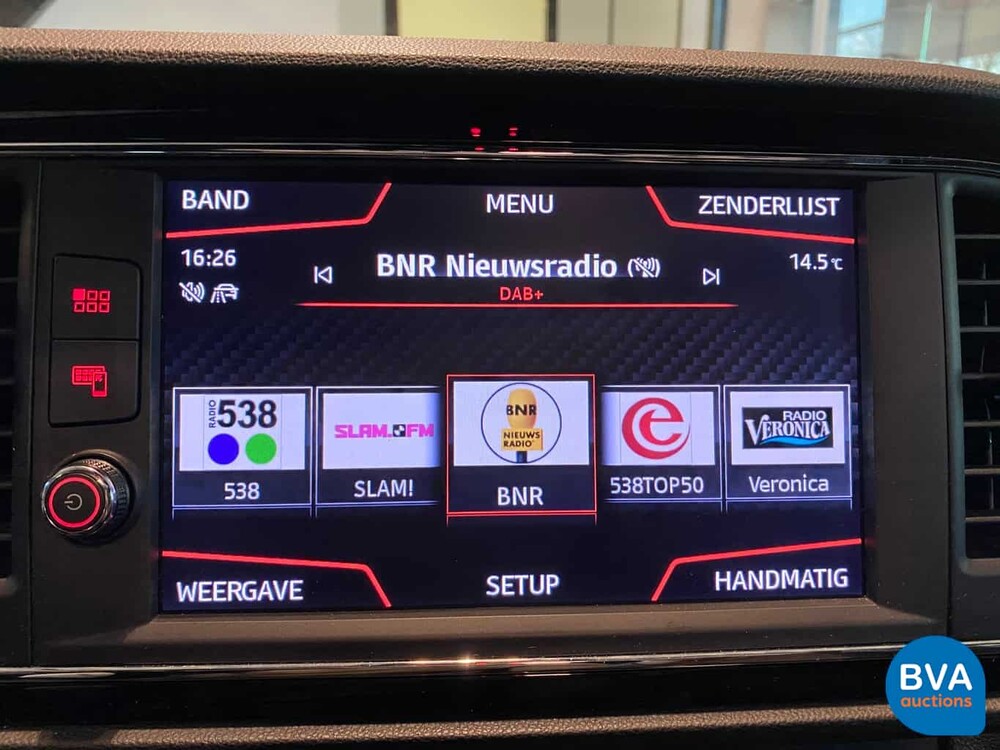 BAND
MENU
ZENDERLIJST
16:26
BNR Nieuwsradio
14.5°C
DAB+
RADIO
538
SLAM.FM
BNR
NIEUWS
RADIO
e
RADIO
VERONICA
538
SLAM!
BNR
538TOP50
Veronica
WEERGAVE
SETUP
HANDMATIG
BVA
auctions